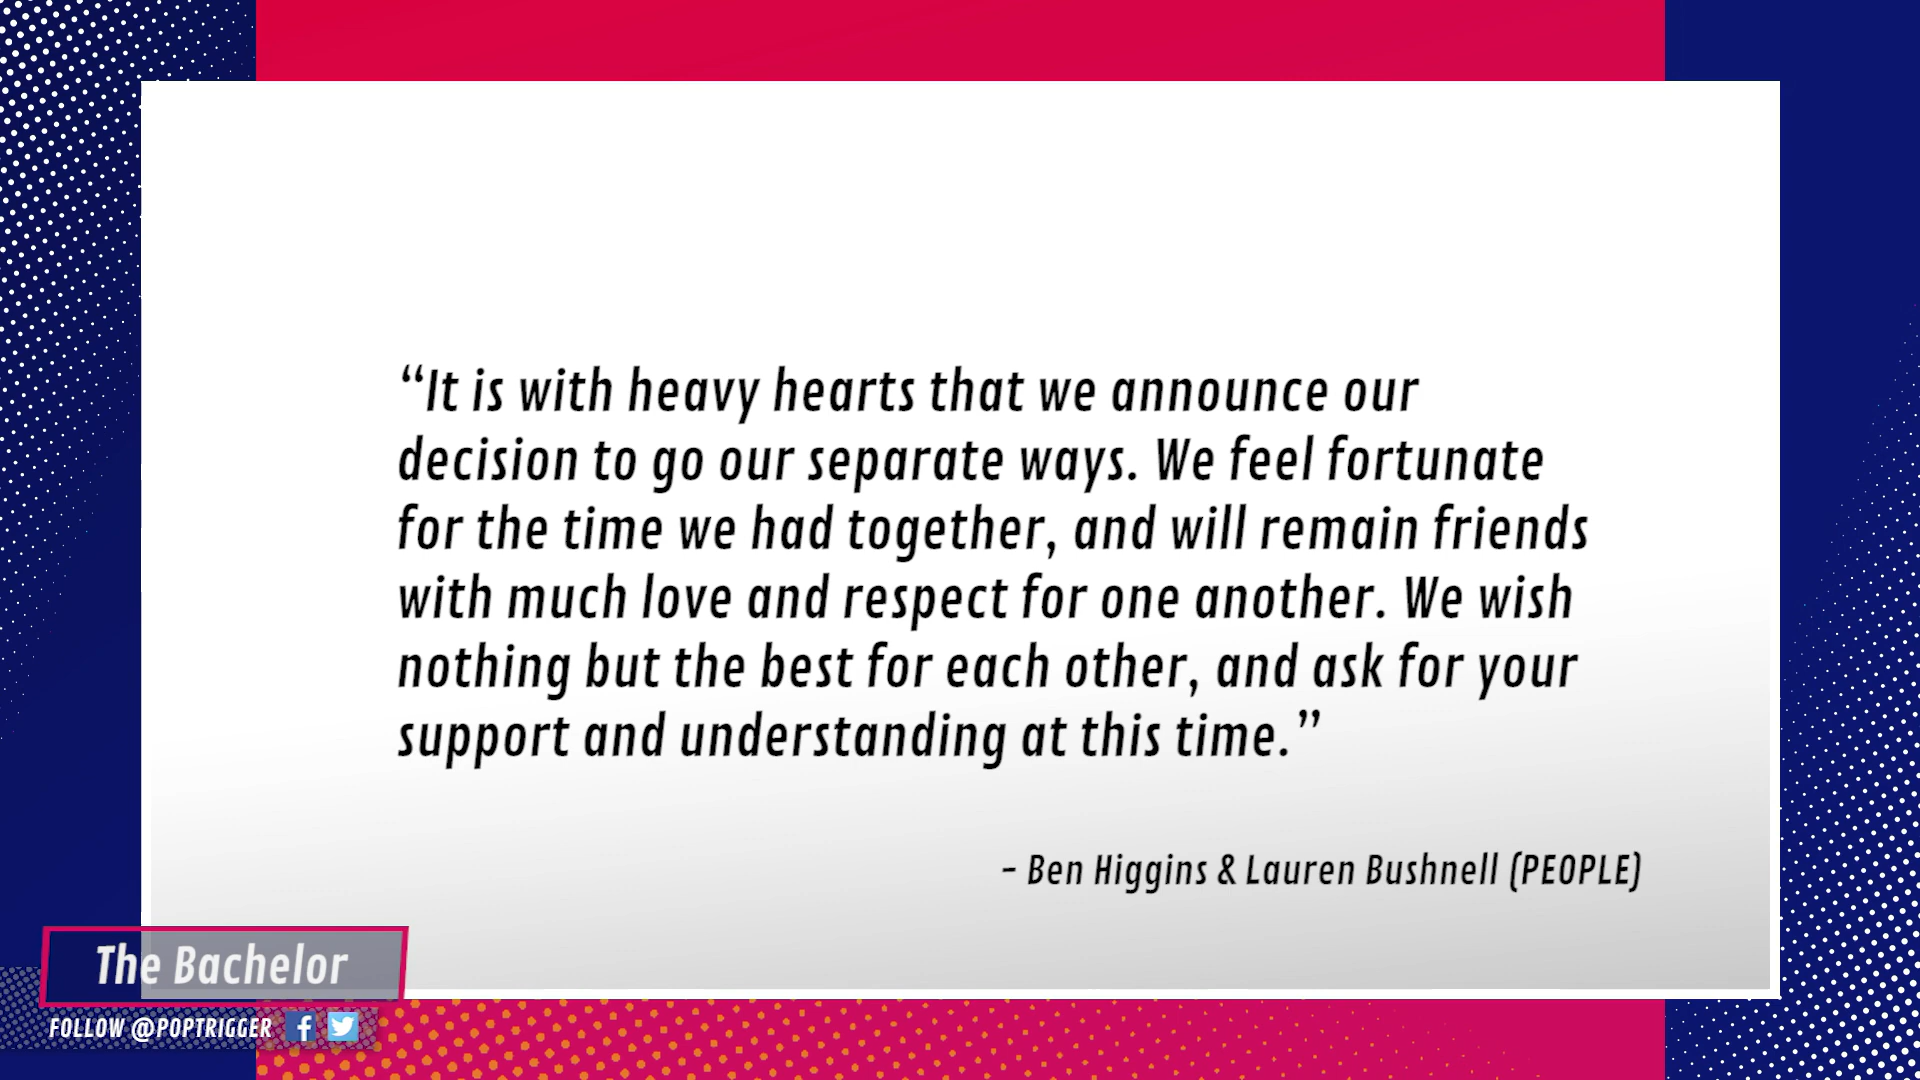 “It is with heavy hearts that we announce our
decision to go our separate ways. We feel fortunate
for the time we had together, and will remain friends
with much love and respect for one another. We wish
nothing but the best for each other, and ask for your
support and understanding at this time.”
- Ben Higgins & Lauren Bushnell (PEOPLE)
The Bachelor
FOLLOW @POPTRIGGER